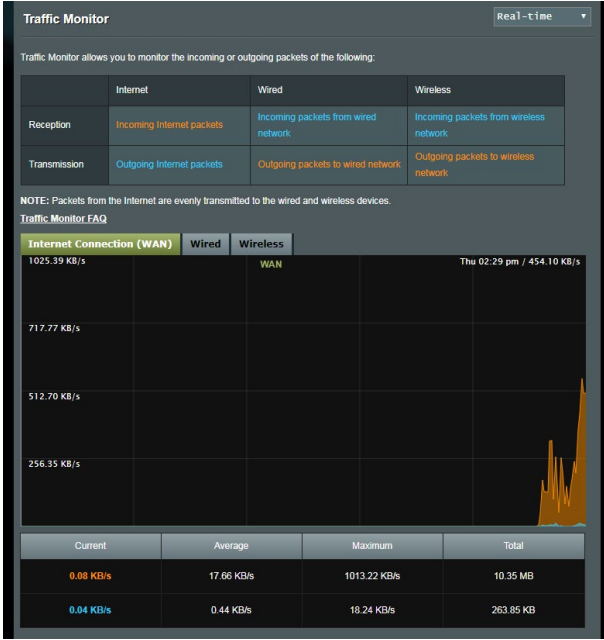 Traffic Monitor
Real-time
Traffic Monitor allows you to monitor the incoming or outgoing packets of the following:
Internet Wired Wireless
Reception Incoming Internet packets Incoming packets from wired network Incoming packets from wireless network
Transmission Outgoing Internet packets Outgoing packets to wired network Outgoing packets to wireless network
NOTE: Packets from the Internet are evenly transmitted to the wired and wireless devices.
Traffic Monitor FAQ
Internet Connection (WAN) Wired Wireless
1025.39 KB/s WAN Thu 02:29 pm / 454.10 KB/s
717.77 KB/s
512.70 KB/s
256.35 KB/s
Current Average Maximum Total
0.08 KB/s 17.66 KB/s 1013.22 KB/s 10.35 MB
0.04 KB/s 0.44 KB/s 18.24 KB/s 263.85 KB